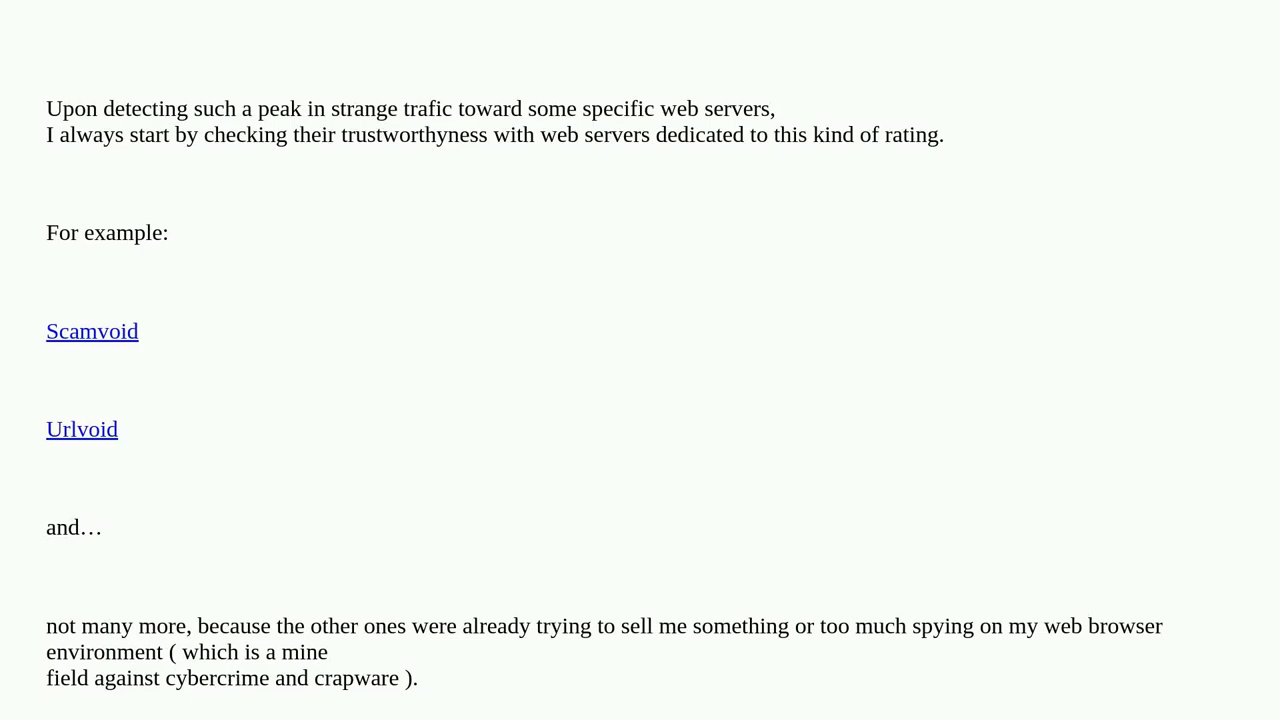 Upon detecting such a peak in strange trafic toward some specific web servers,
I always start by checking their trustworthyness with web servers dedicated to this kind of rating.
For example:
Scamvoid
Urlvoid
and…
not many more, because the other ones were already trying to sell me something or too much spying on my web browser
environment ( which is a mine
field against cybercrime and crapware ).